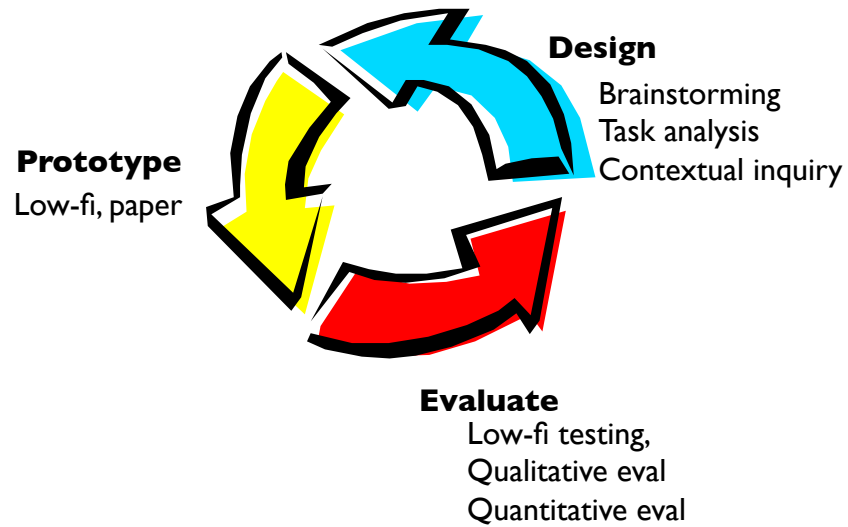 Design
Brainstorming
Task analysis
Contextual inquiry
Prototype
Low-fi, paper
Evaluate
Low-fi testing,
Qualitative eval
Quantitative eval